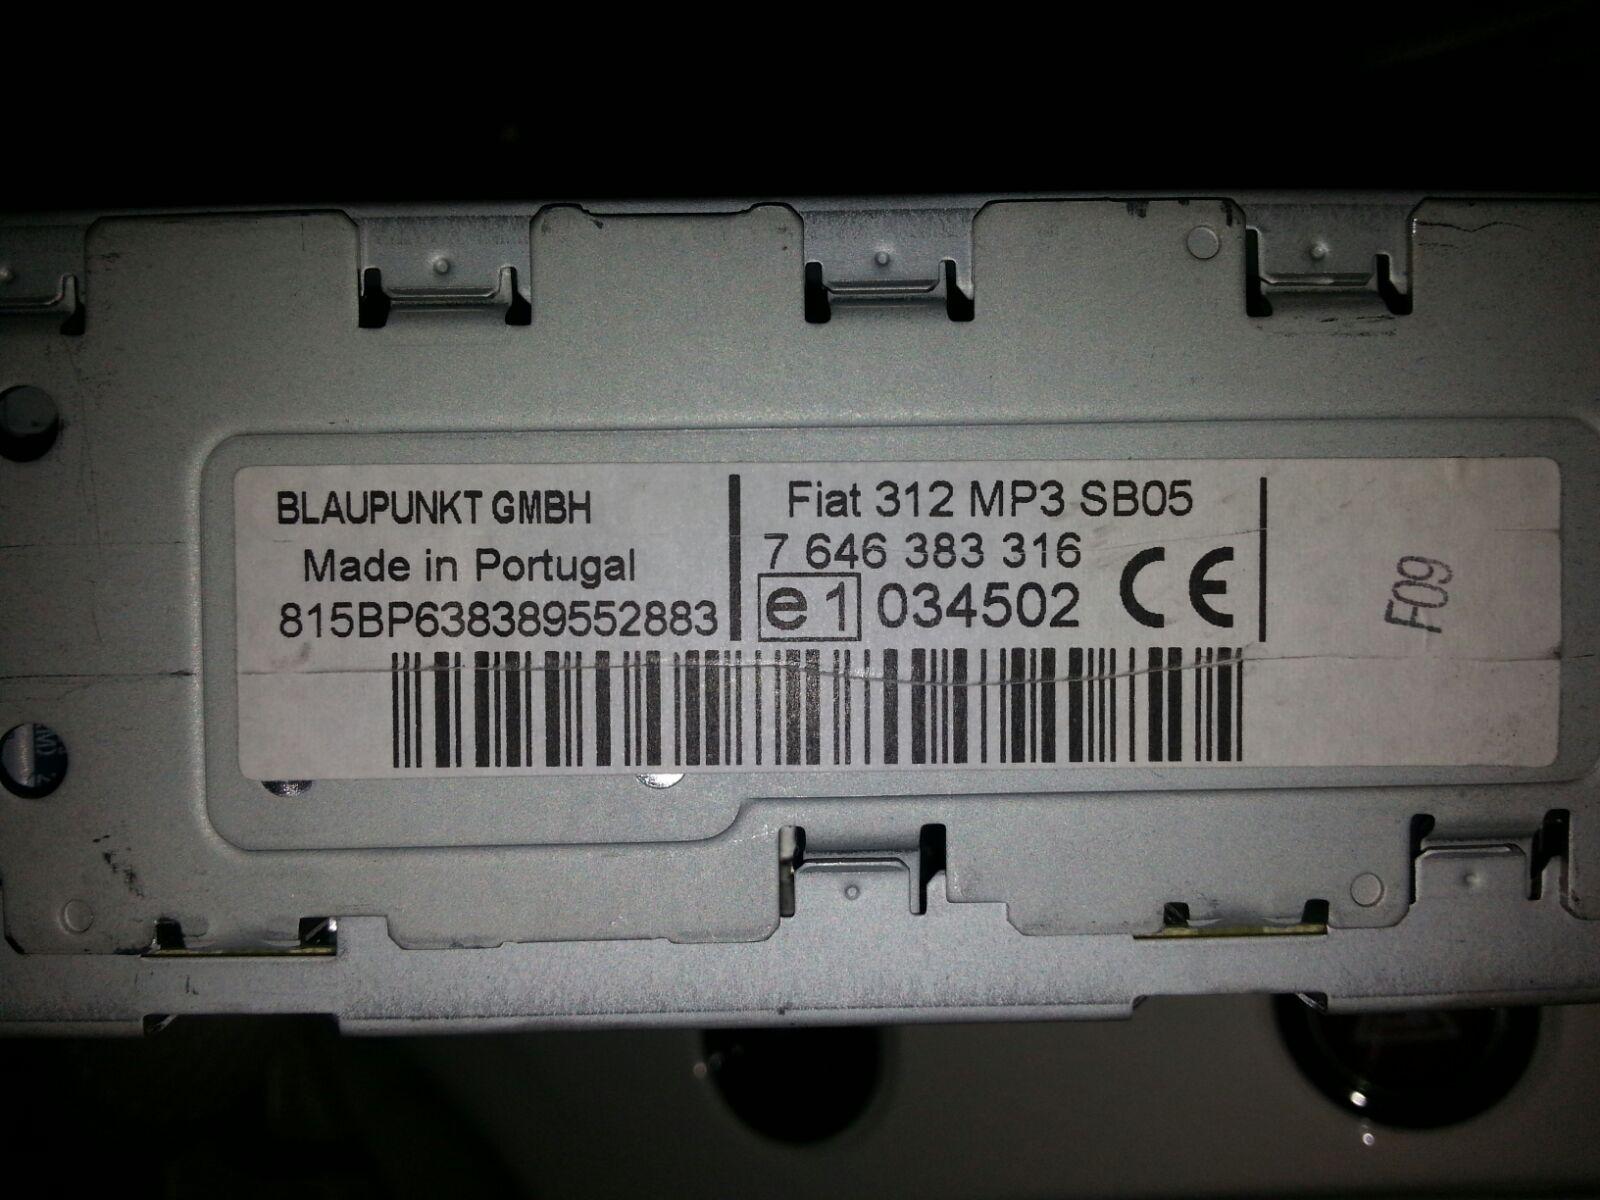 BLAUPUNKT GMBH
Made in Portugal
815BP638389552883
Fiat 312 MP3 SB05
7 646 383 316
e1 034502 CE
F09